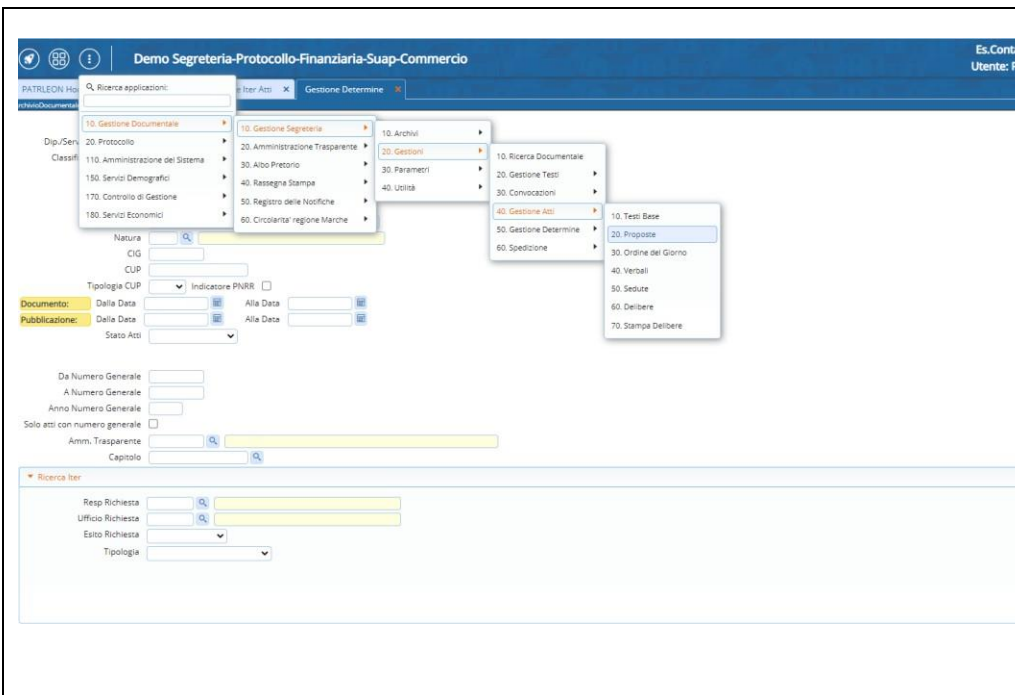 Demo Segreteria-Protocollo-Finanziaria-Suap-Commercio
Es.Conta
Utente: P
PATRLEON Ho
e Iter Atti
Gestione Determine
Ricerca applicazioni:
10. Gestione Documentale
20. Protocollo
110. Amministrazione del Sistema
150. Servizi Demografici
170. Controllo di Gestione
180. Servizi Economici
10. Gestione Segreteria
20. Amministrazione Trasparente
30. Albo Pretorio
40. Rassegna Stampa
50. Registro delle Notifiche
60. Circolarita' regione Marche
10. Archivi
20. Gestioni
30. Parametri
40. Utilità
10. Ricerca Documentale
20. Gestione Testi
30. Convocazioni
40. Gestione Atti
50. Gestione Determine
60. Spedizione
10. Testi Base
20. Proposte
30. Ordine del Giorno
40. Verbali
50. Sedute
60. Delibere
70. Stampa Delibere
Dip./Serv
Classifi
Natura
CIG
CUP
Tipologia CUP Indicatore PNRR
Documento: Dalla Data Alla Data
Pubblicazione: Dalla Data Alla Data
Stato Atti
Da Numero Generale
A Numero Generale
Anno Numero Generale
Solo atti con numero generale
Amm. Trasparente
Capitolo
Ricerca Iter
Resp Richiesta
Ufficio Richiesta
Esito Richiesta
Tipologia